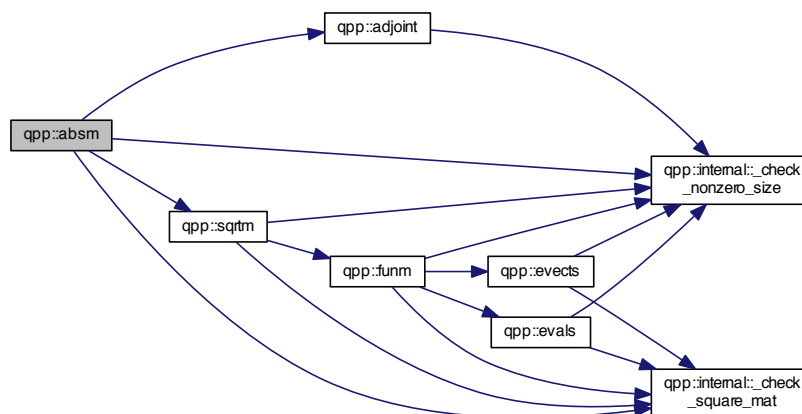 qpp::adjoint
qpp::absm
qpp::internal::_check
_nonzero_size
qpp::sqrtm
qpp::funm
qpp::evects
qpp::evals
qpp::internal::_check
_square_mat